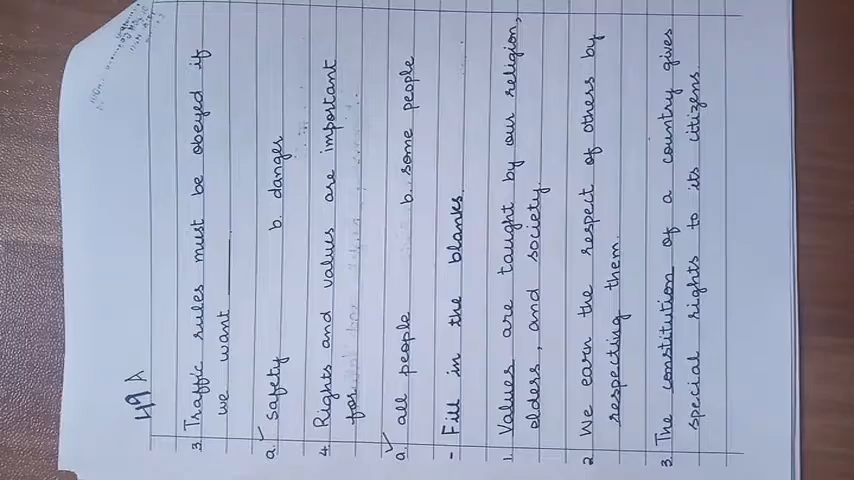 49 A
3. Traffic rules must be obeyed if
we want ______
a. safety b. danger
4. Rights and values are important
for
a. all people b. some people
- Fill in the blanks.
1. Values are taught by our religion,
elders, and society.
2. We earn the respect of others by
respecting them.
3. The constitution of a country gives
special rights to its citizens.